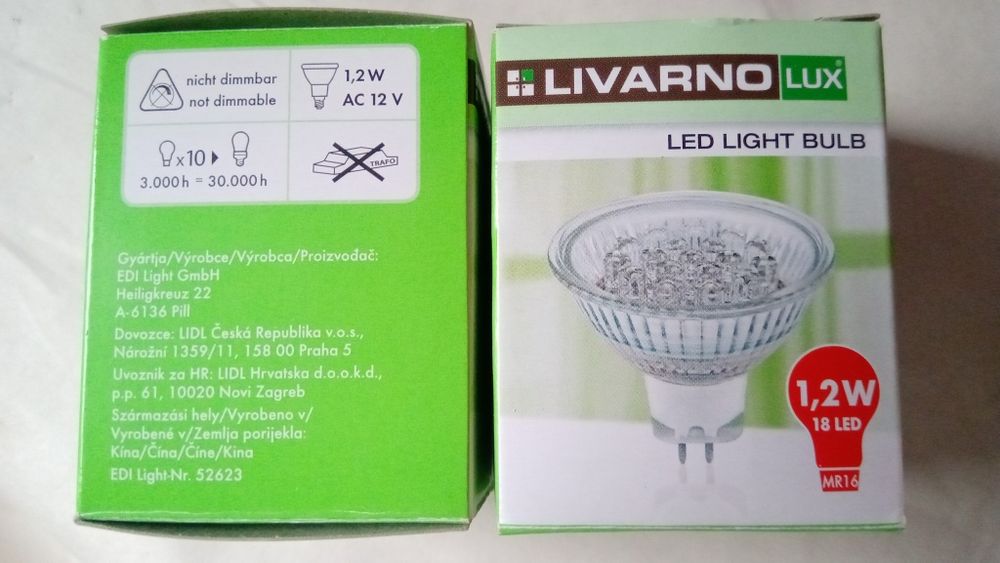 nicht dimmbar
not dimmable
1,2W
AC 12 V
x10
3.000h = 30.000h
TRAFO
Gyártja/Výrobce/Výrobca/Proizvođač:
EDI Light GmbH
Heiligkreuz 22
A-6136 Pill
Dovozce: LIDL Česká Republika v.o.s.,
Nárožní 1359/11, 158 00 Praha 5
Uvoznik za HR: LIDL Hrvatska d.o.o.k.d.,
p.p. 61, 10020 Novi Zagreb
Származási hely/Vyrobeno v/
Vyrobené v/Zemlja porijekla:
Kína/Čína/Číne/Kina
EDI Light-Nr. 52623
LIVARNO LUX®
LED LIGHT BULB
1,2W
18 LED
MR16